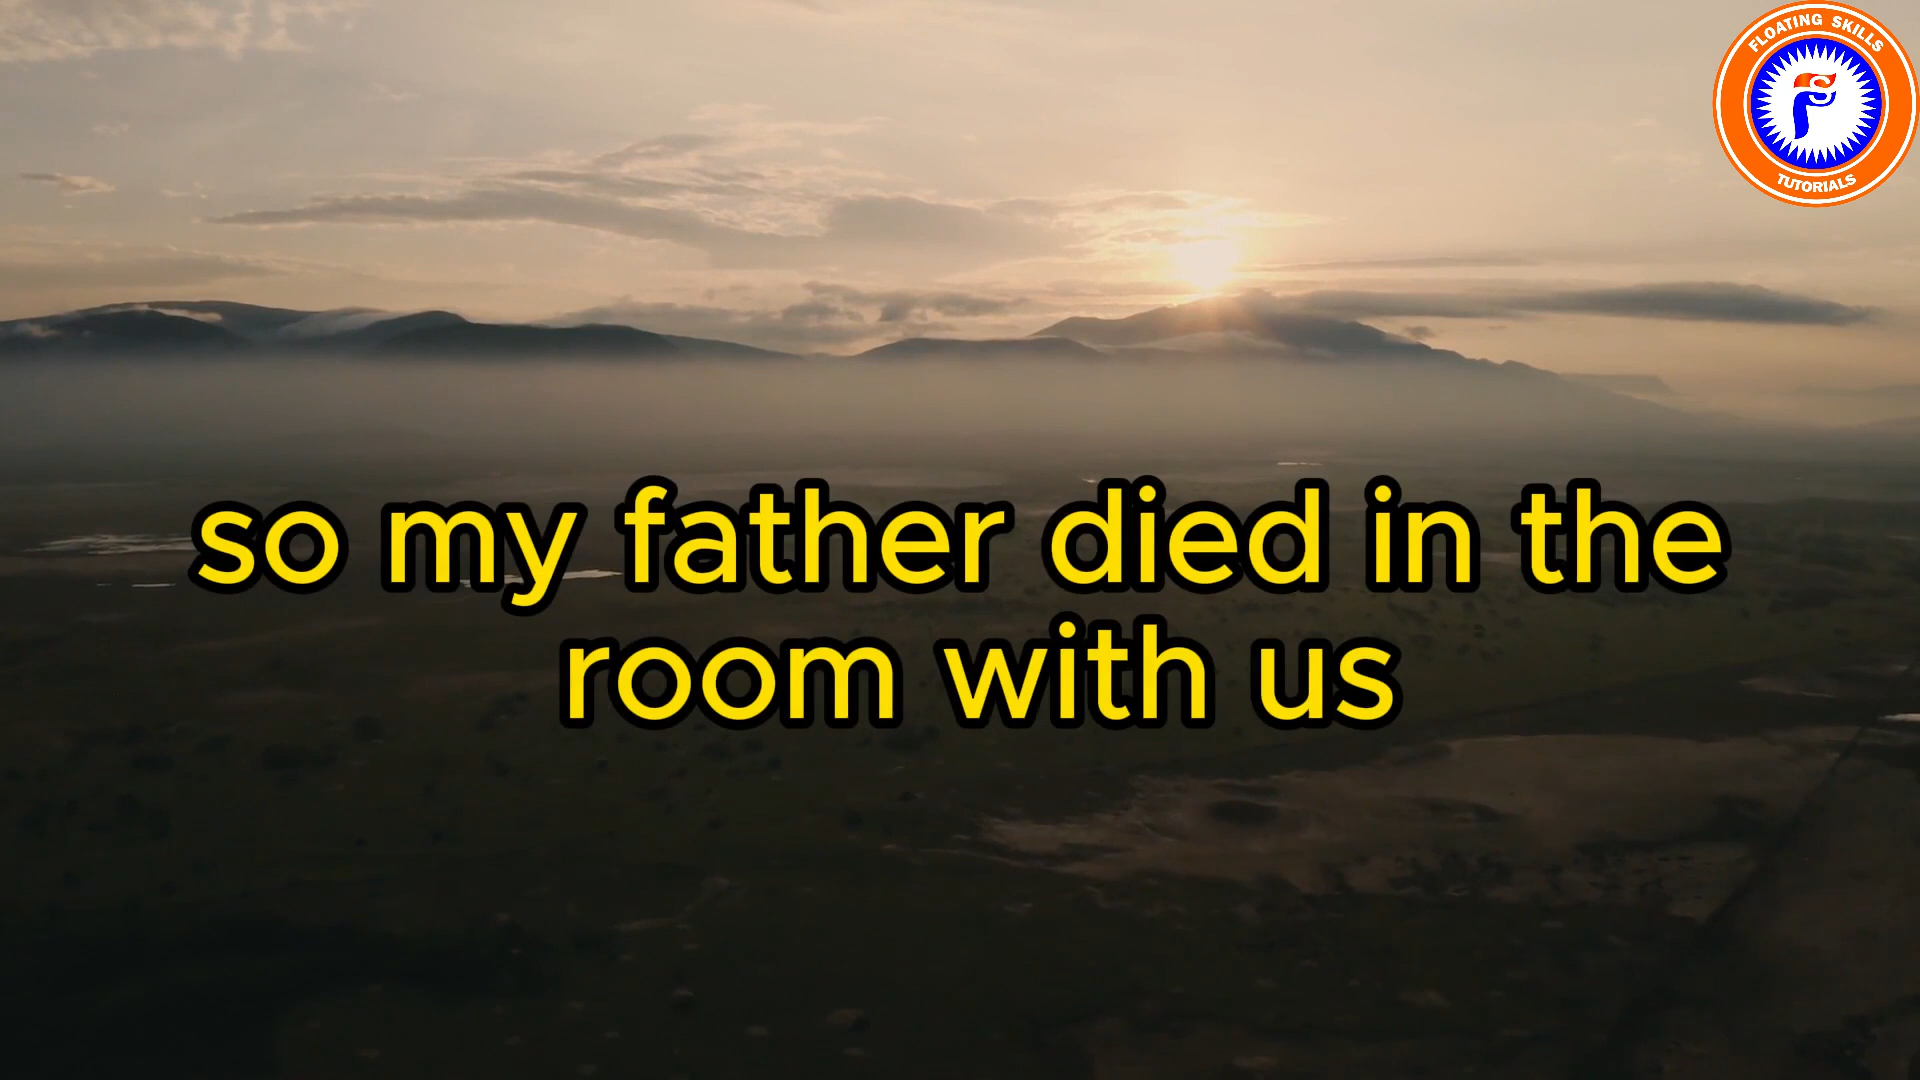 FLOATING SKILLS
TUTORIALS
so my father died in the
room with us